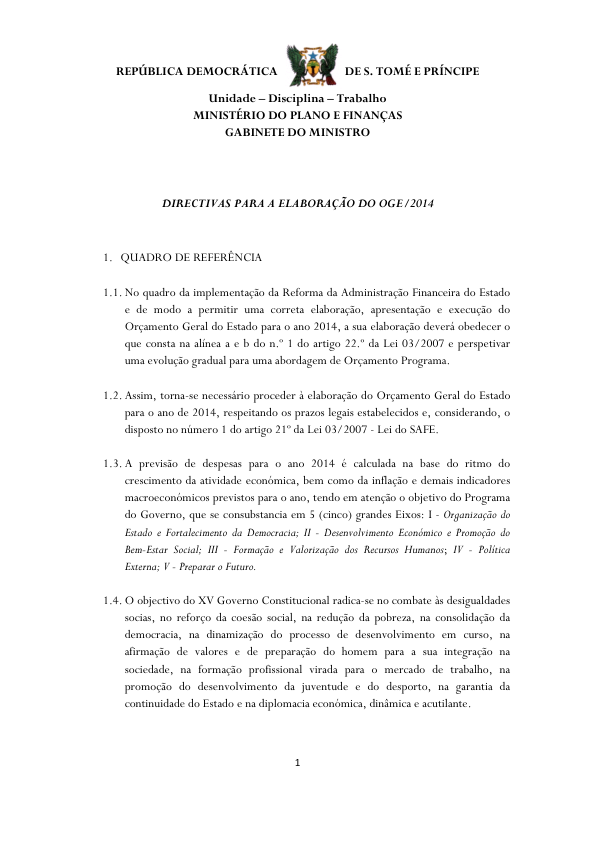 REPÚBLICA DEMOCRÁTICA DE S. TOMÉ E PRÍNCIPE
Unidade – Disciplina – Trabalho
MINISTÉRIO DO PLANO E FINANÇAS
GABINETE DO MINISTRO
DIRECTIVAS PARA A ELABORAÇÃO DO OGE/2014
1. QUADRO DE REFERÊNCIA
1.1. No quadro da implementação da Reforma da Administração Financeira do Estado
e de modo a permitir uma correta elaboração, apresentação e execução do
Orçamento Geral do Estado para o ano 2014, a sua elaboração deverá obedecer o
que consta na alínea a e b do n.º 1 do artigo 22.º da Lei 03/2007 e perspetivar
uma evolução gradual para uma abordagem de Orçamento Programa.
1.2. Assim, torna-se necessário proceder à elaboração do Orçamento Geral do Estado
para o ano de 2014, respeitando os prazos legais estabelecidos e, considerando, o
disposto no número 1 do artigo 21º da Lei 03/2007 - Lei do SAFE.
1.3. A previsão de despesas para o ano 2014 é calculada na base do ritmo do
crescimento da atividade económica, bem como da inflação e demais indicadores
macroeconómicos previstos para o ano, tendo em atenção o objetivo do Programa
do Governo, que se consubstancia em 5 (cinco) grandes Eixos: I - Organização do
Estado e Fortalecimento da Democracia; II - Desenvolvimento Económico e Promoção do
Bem-Estar Social; III - Formação e Valorização dos Recursos Humanos; IV - Política
Externa; V - Preparar o Futuro.
1.4. O objectivo do XV Governo Constitucional radica-se no combate às desigualdades
socias, no reforço da coesão social, na redução da pobreza, na consolidação da
democracia, na dinamização do processo de desenvolvimento em curso, na
afirmação de valores e de preparação do homem para a sua integração na
sociedade, na formação profissional virada para o mercado de trabalho, na
promoção do desenvolvimento da juventude e do desporto, na garantia da
continuidade do Estado e na diplomacia económica, dinâmica e acutilante.
1